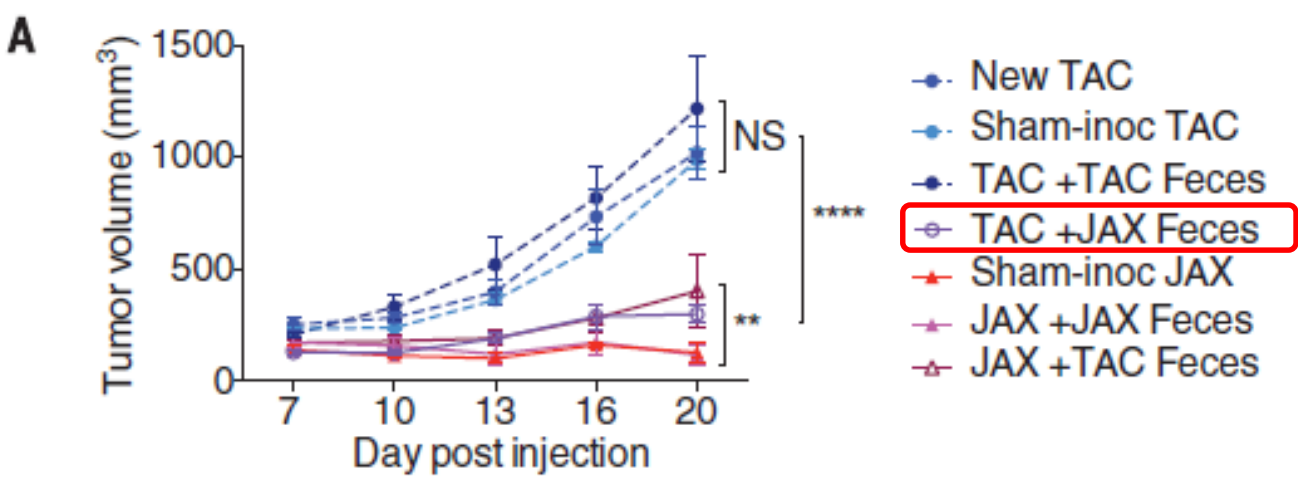 A
Tumor volume (mm³)
1500
1000
500
0
7 10 13 16 20
Day post injection
NS
****
**
New TAC
Sham-inoc TAC
TAC +TAC Feces
TAC +JAX Feces
Sham-inoc JAX
JAX +JAX Feces
JAX +TAC Feces